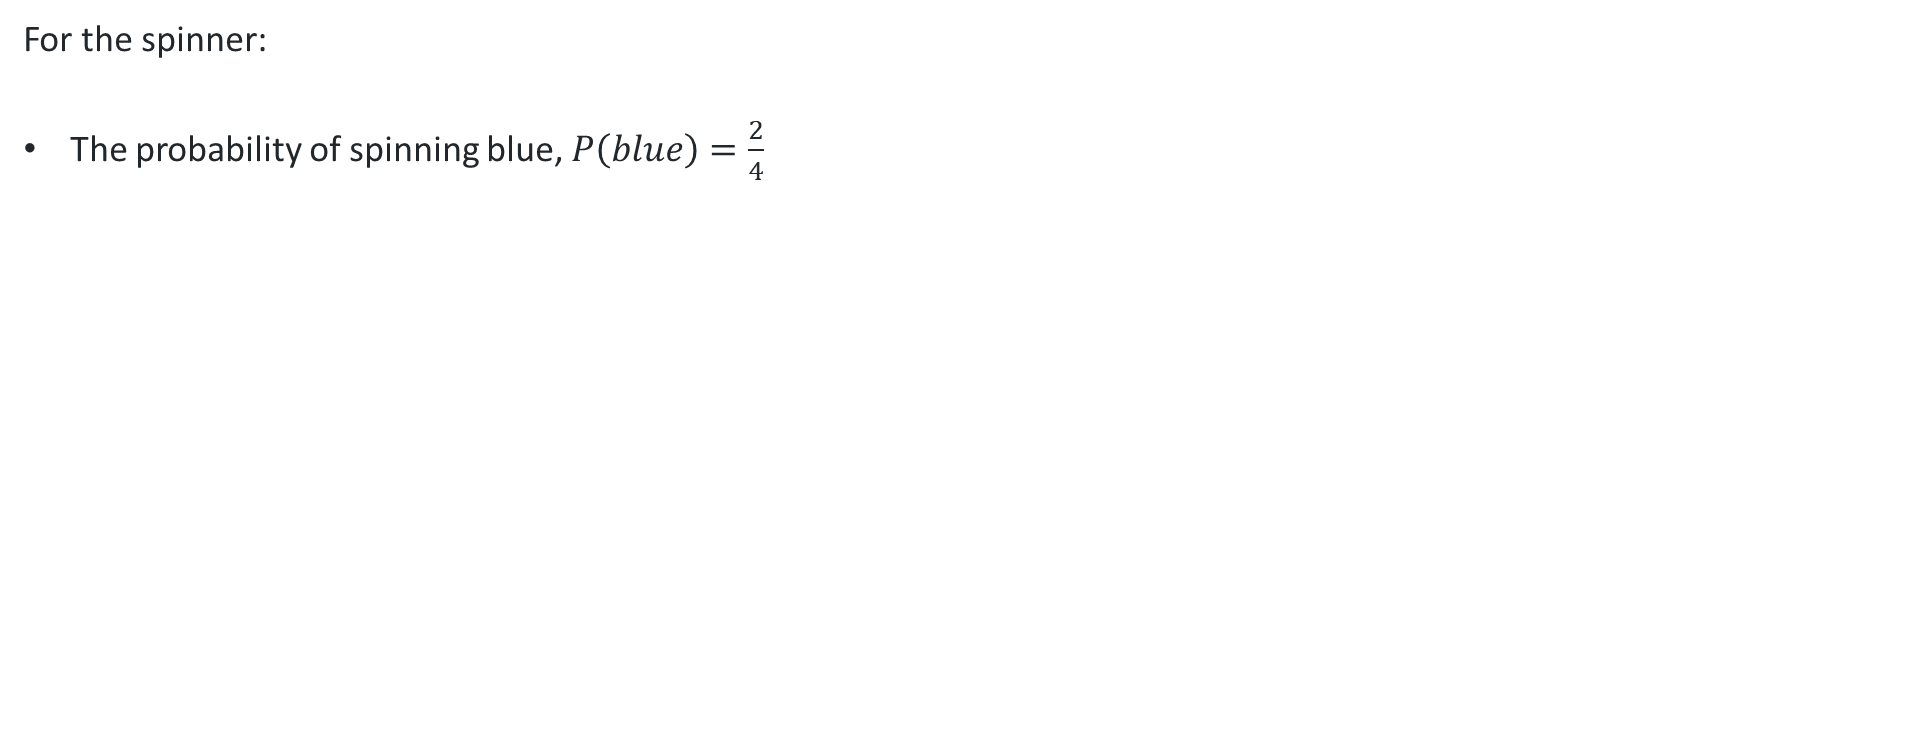 For the spinner:
• The probability of spinning blue, P(blue) = 2/4